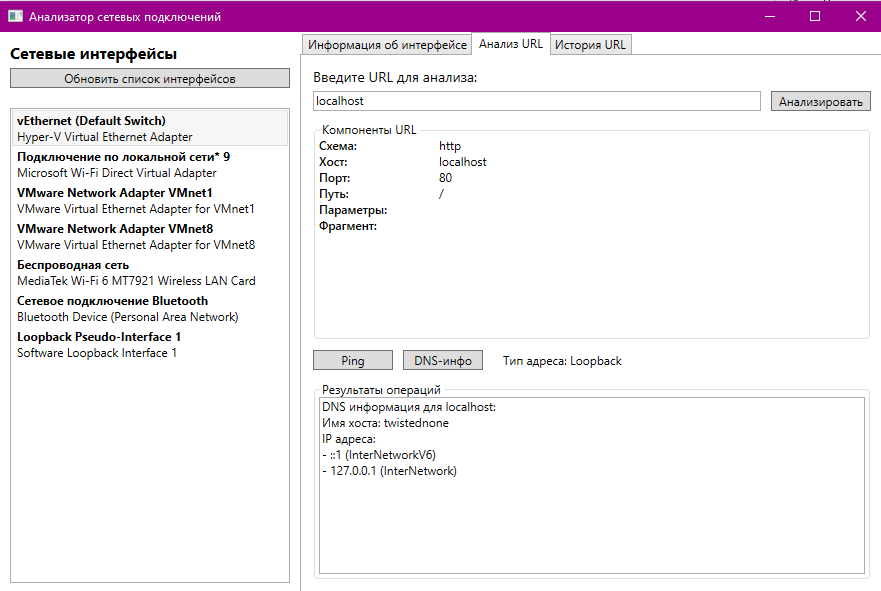 Анализатор сетевых подключений
Сетевые интерфейсы
Обновить список интерфейсов
vEthernet (Default Switch)
Hyper-V Virtual Ethernet Adapter
Подключение по локальной сети* 9
Microsoft Wi-Fi Direct Virtual Adapter
VMware Network Adapter VMnet1
VMware Virtual Ethernet Adapter for VMnet1
VMware Network Adapter VMnet8
VMware Virtual Ethernet Adapter for VMnet8
Беспроводная сеть
MediaTek Wi-Fi 6 MT7921 Wireless LAN Card
Сетевое подключение Bluetooth
Bluetooth Device (Personal Area Network)
Loopback Pseudo-Interface 1
Software Loopback Interface 1
Информация об интерфейсе Анализ URL История URL
Введите URL для анализа:
localhost Анализировать
Компоненты URL
Схема: http
Хост: localhost
Порт: 80
Путь: /
Параметры:
Фрагмент:
Ping DNS-инфо Тип адреса: Loopback
Результаты операций
DNS информация для localhost:
Имя хоста: twistednone
IP адреса:
- ::1 (InterNetworkV6)
- 127.0.0.1 (InterNetwork)